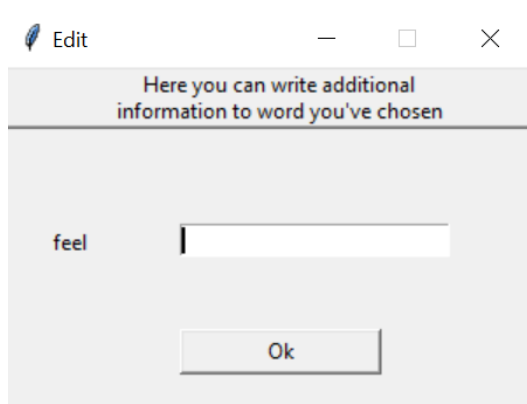 Edit
Here you can write additional
information to word you've chosen
feel
Ok